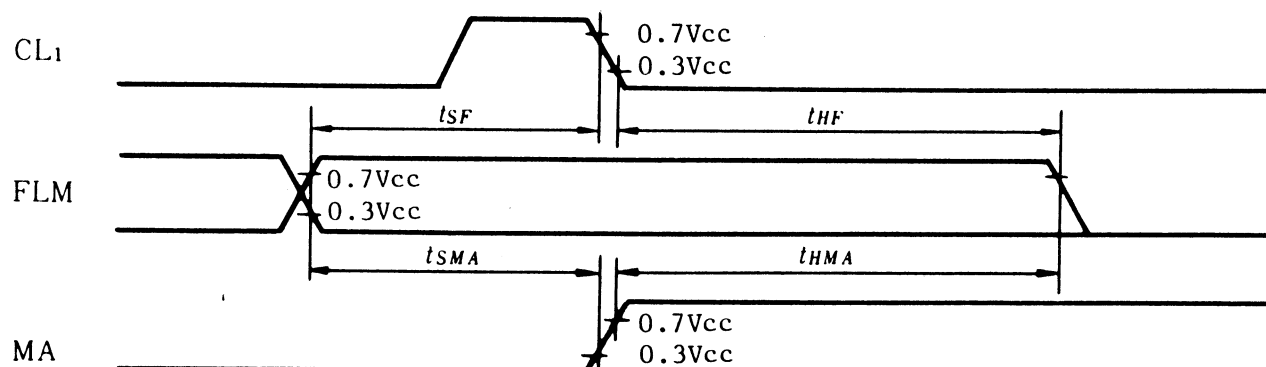 CL1
0.7Vcc
0.3Vcc
tSF
tHF
FLM
0.7Vcc
0.3Vcc
tSMA
tHMA
MA
0.7Vcc
0.3Vcc